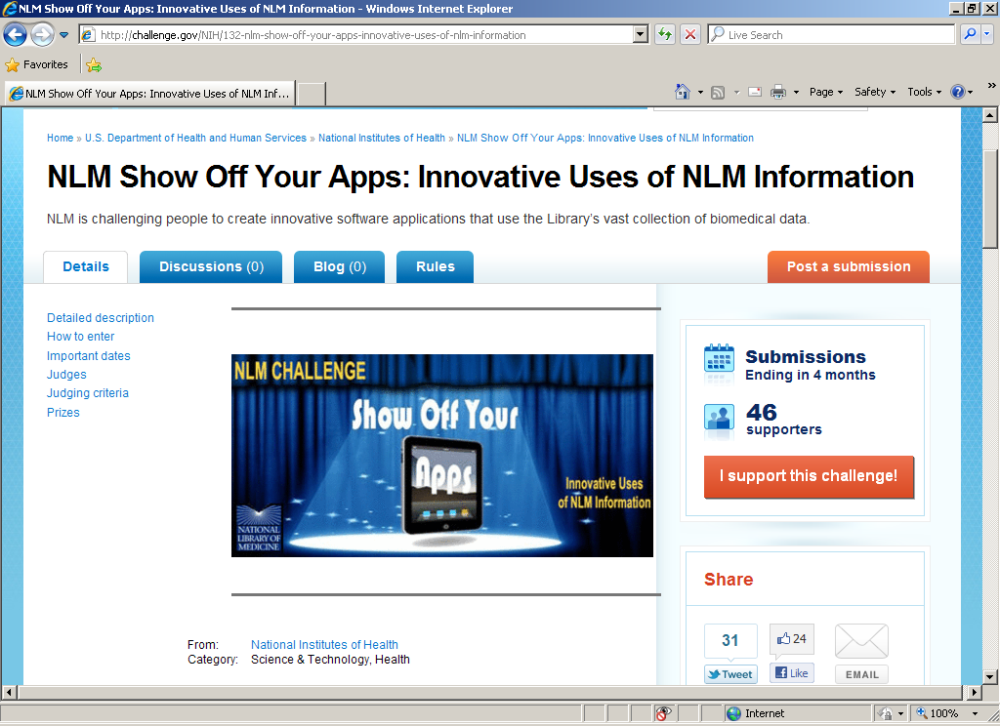 NLM Show Off Your Apps: Innovative Uses of NLM Information - Windows Internet Explorer
http://challenge.gov/NIH/132-nlm-show-off-your-apps-innovative-uses-of-nlm-information
Live Search
Favorites
NLM Show Off Your Apps: Innovative Uses of NLM Inf...
Page Safety Tools »
Home » U.S. Department of Health and Human Services » National Institutes of Health » NLM Show Off Your Apps: Innovative Uses of NLM Information
NLM Show Off Your Apps: Innovative Uses of NLM Information
NLM is challenging people to create innovative software applications that use the Library's vast collection of biomedical data.
Details Discussions (0) Blog (0) Rules Post a submission
Detailed description
How to enter
Important dates
Judges
Judging criteria
Prizes
NLM CHALLENGE
Show Off Your
Apps
Innovative Uses
of NLM Information
NATIONAL
LIBRARY OF
MEDICINE
From: National Institutes of Health
Category: Science & Technology, Health
Submissions
Ending in 4 months
46
supporters
I support this challenge!
Share
31 24
Tweet Like EMAIL
Internet 100%